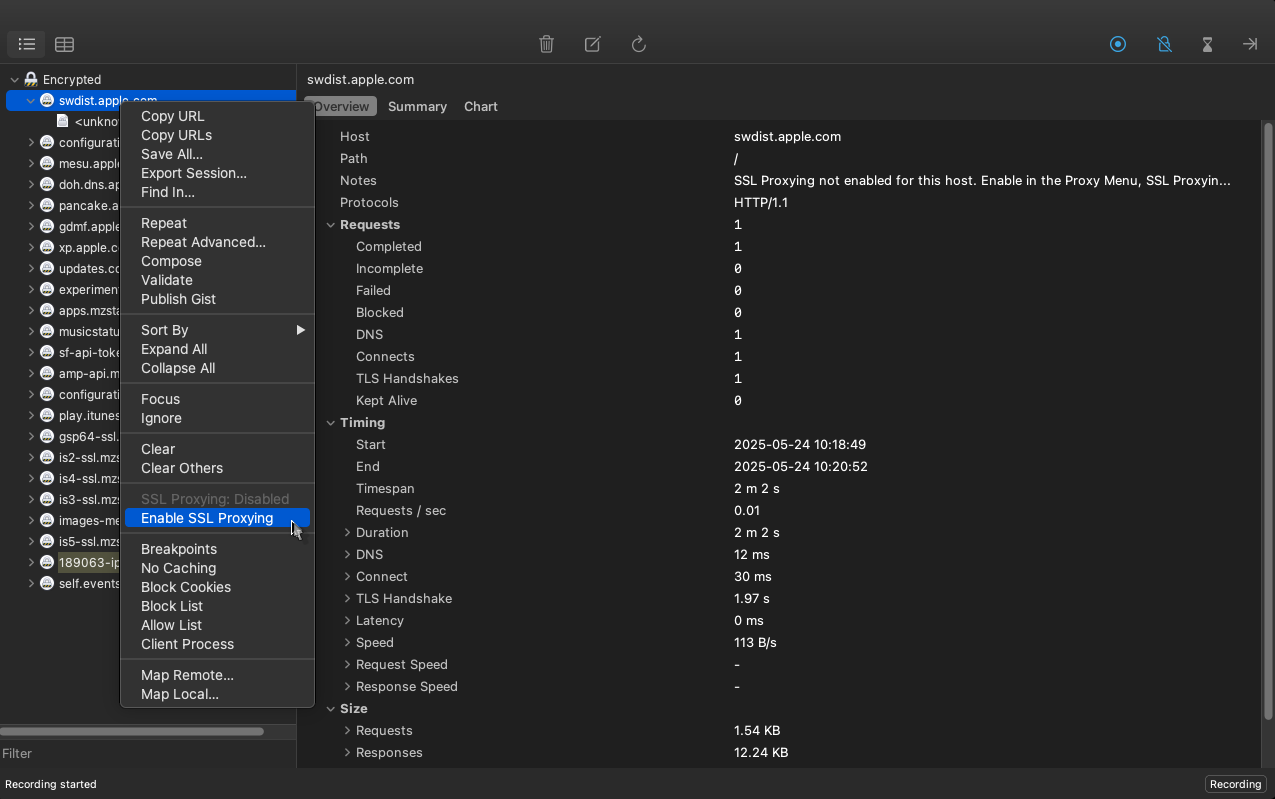 Encrypted
swdist.apple.com
<unkno
configurati
mesu.apple
doh.dns.ap
pancake.a
gdmf.apple
xp.apple.c
updates.co
experimen
apps.mzsta
musicstatu
sf-api-toke
amp-api.m
configurati
play.itunes
gsp64-ssl.
is2-ssl.mzs
is4-ssl.mzs
is3-ssl.mzs
images-me
is5-ssl.mzs
189063-ip
self.events
Filter
Recording started
Copy URL
Copy URLs
Save All...
Export Session...
Find In...
Repeat
Repeat Advanced...
Compose
Validate
Publish Gist
Sort By
Expand All
Collapse All
Focus
Ignore
Clear
Clear Others
SSL Proxying: Disabled
Enable SSL Proxying
Breakpoints
No Caching
Block Cookies
Block List
Allow List
Client Process
Map Remote...
Map Local...
swdist.apple.com
Overview Summary Chart
Host swdist.apple.com
Path /
Notes SSL Proxying not enabled for this host. Enable in the Proxy Menu, SSL Proxyin...
Protocols HTTP/1.1
Requests 1
Completed 1
Incomplete 0
Failed 0
Blocked 0
DNS 1
Connects 1
TLS Handshakes 1
Kept Alive 0
Timing
Start 2025-05-24 10:18:49
End 2025-05-24 10:20:52
Timespan 2 m 2 s
Requests / sec 0.01
Duration 2 m 2 s
DNS 12 ms
Connect 30 ms
TLS Handshake 1.97 s
Latency 0 ms
Speed 113 B/s
Request Speed -
Response Speed -
Size
Requests 1.54 KB
Responses 12.24 KB
Recording